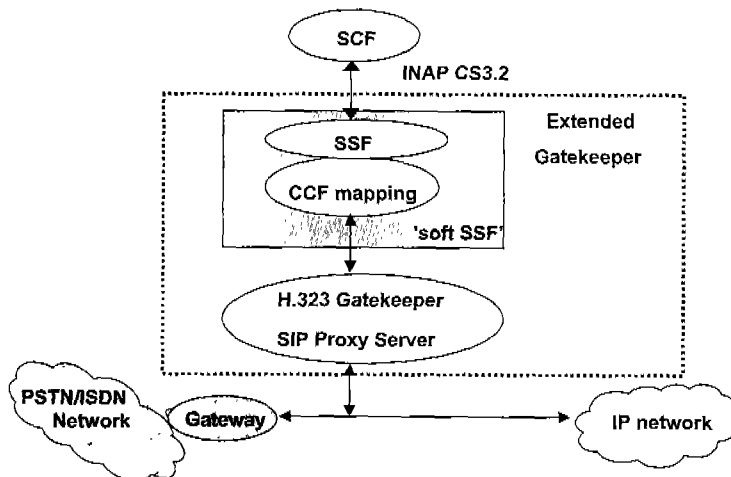 SCF
INAP CS3.2
Extended
Gatekeeper
SSF
CCF mapping
'soft SSF'
H.323 Gatekeeper
SIP Proxy Server
PSTN/ISDN
Network
Gateway
IP network